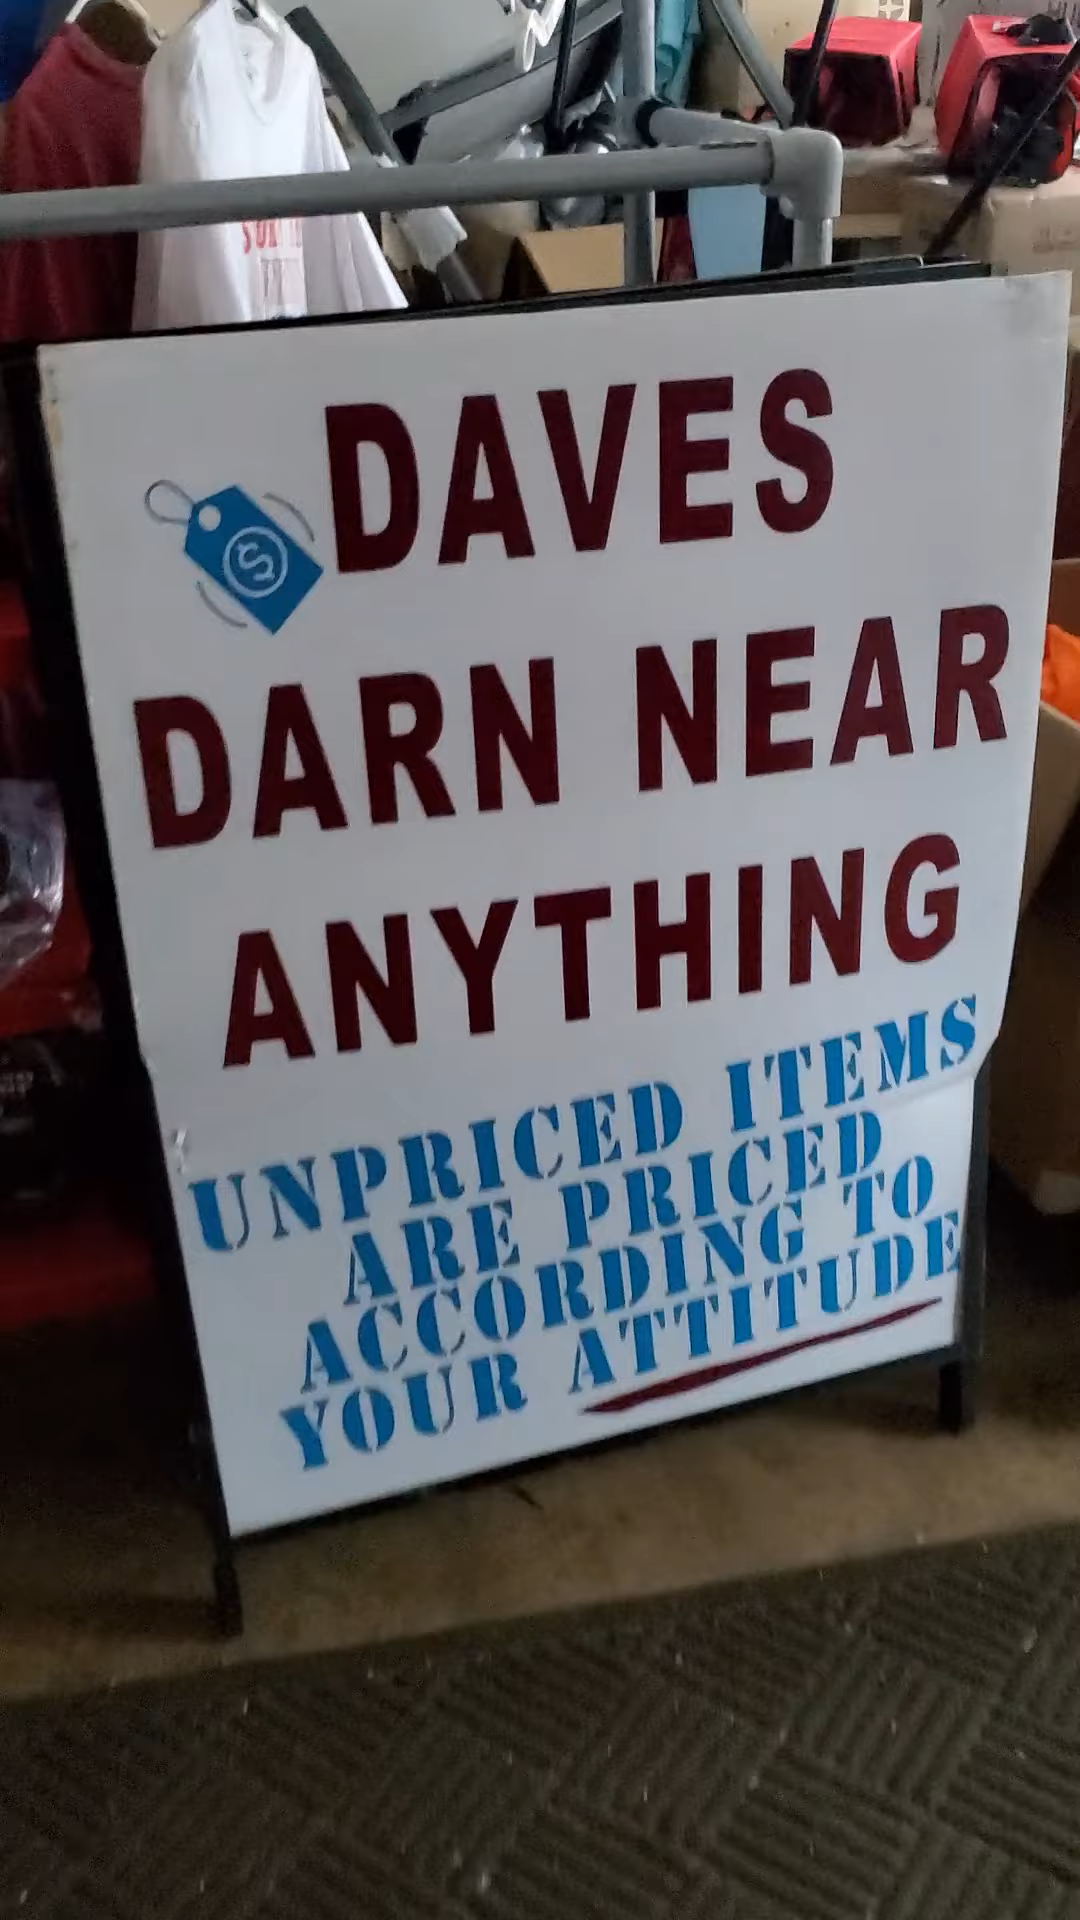 DAVES
DARN NEAR
ANYTHING
UNPRICED ITEMS
ARE PRICED
ACCORDING TO
YOUR ATTITUDE